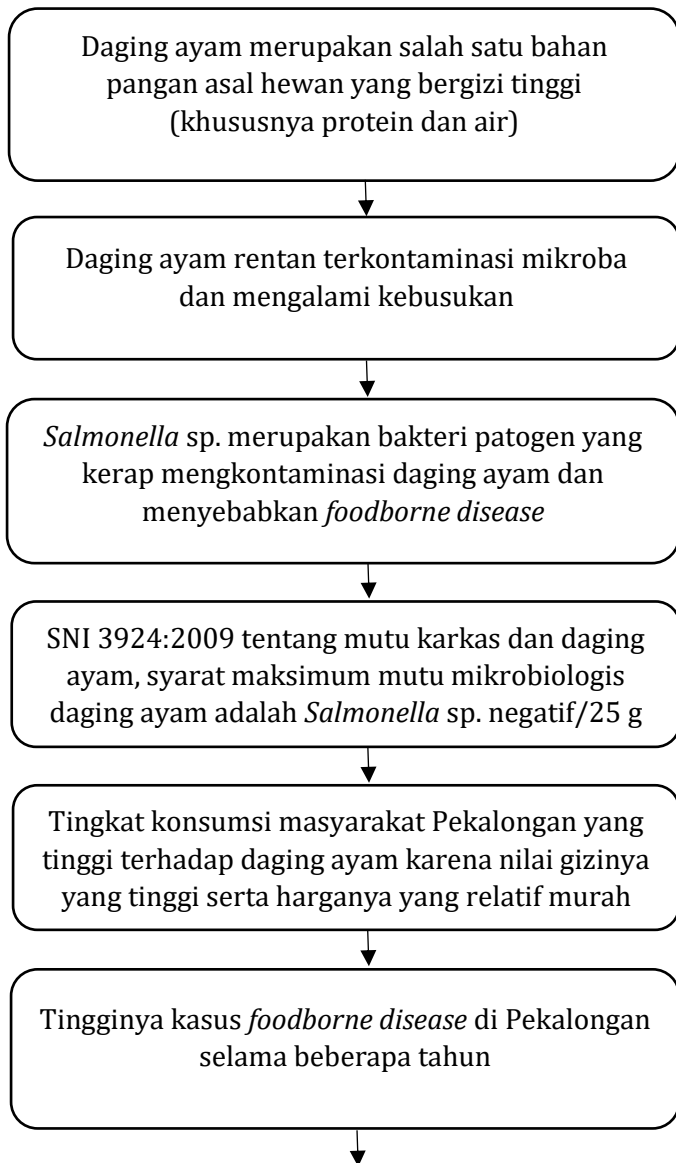 Daging ayam merupakan salah satu bahan
pangan asal hewan yang bergizi tinggi
(khususnya protein dan air)
Daging ayam rentan terkontaminasi mikroba
dan mengalami kebusukan
Salmonella sp. merupakan bakteri patogen yang
kerap mengkontaminasi daging ayam dan
menyebabkan foodborne disease
SNI 3924:2009 tentang mutu karkas dan daging
ayam, syarat maksimum mutu mikrobiologis
daging ayam adalah Salmonella sp. negatif/25 g
Tingkat konsumsi masyarakat Pekalongan yang
tinggi terhadap daging ayam karena nilai gizinya
yang tinggi serta harganya yang relatif murah
Tingginya kasus foodborne disease di Pekalongan
selama beberapa tahun